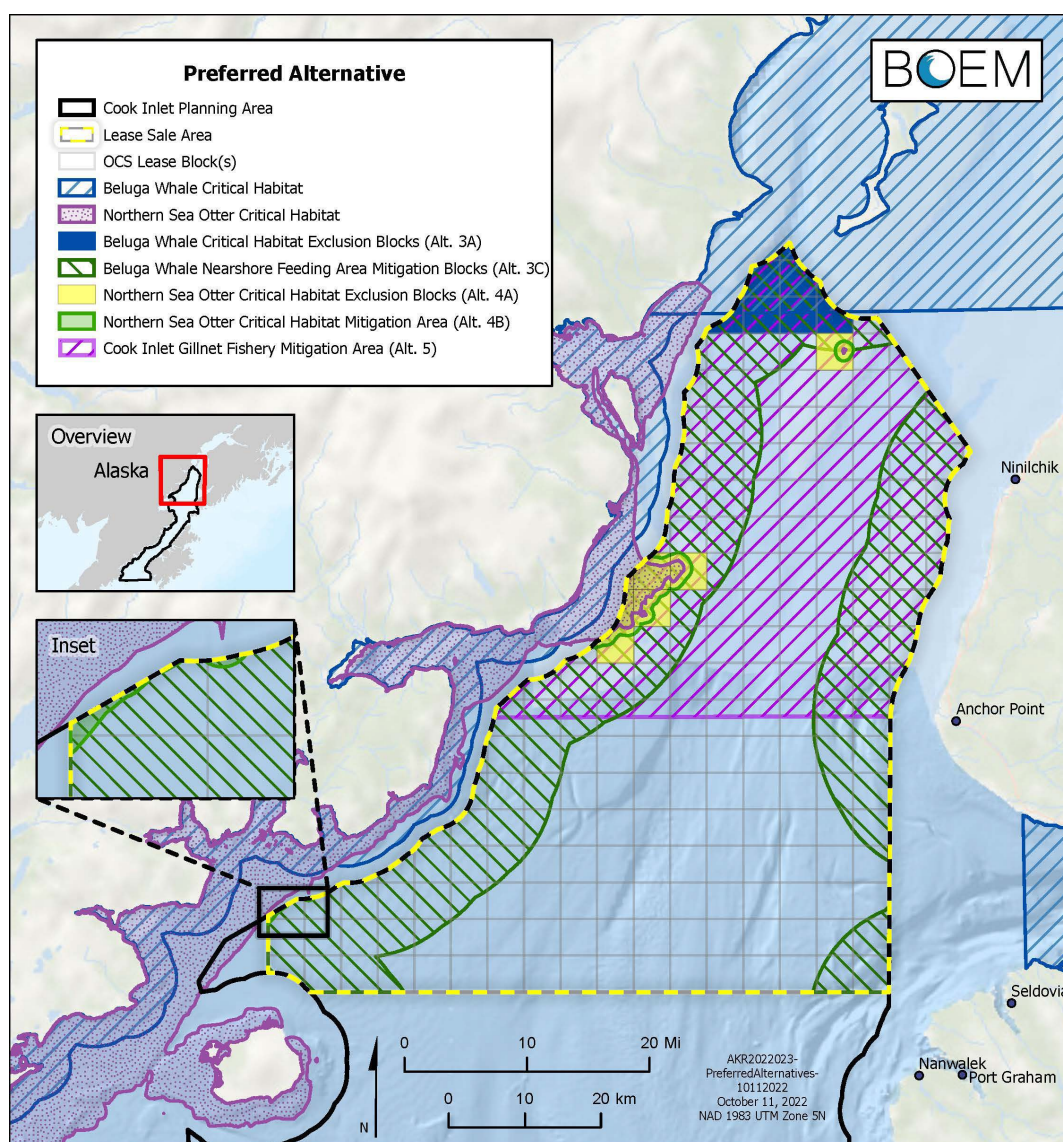 Preferred Alternative
Cook Inlet Planning Area
Lease Sale Area
OCS Lease Block(s)
Beluga Whale Critical Habitat
Northern Sea Otter Critical Habitat
Beluga Whale Critical Habitat Exclusion Blocks (Alt. 3A)
Beluga Whale Nearshore Feeding Area Mitigation Blocks (Alt. 3C)
Northern Sea Otter Critical Habitat Exclusion Blocks (Alt. 4A)
Northern Sea Otter Critical Habitat Mitigation Area (Alt. 4B)
Cook Inlet Gillnet Fishery Mitigation Area (Alt. 5)
BOEM
Overview
Alaska
Inset
Ninilchik
Anchor Point
Seldovia
Nanwalek
Port Graham
0 10 20 Mi
0 10 20 km
N
AKR2022023-
PreferredAlternatives-
10112022
October 11, 2022
NAD 1983 UTM Zone 5N